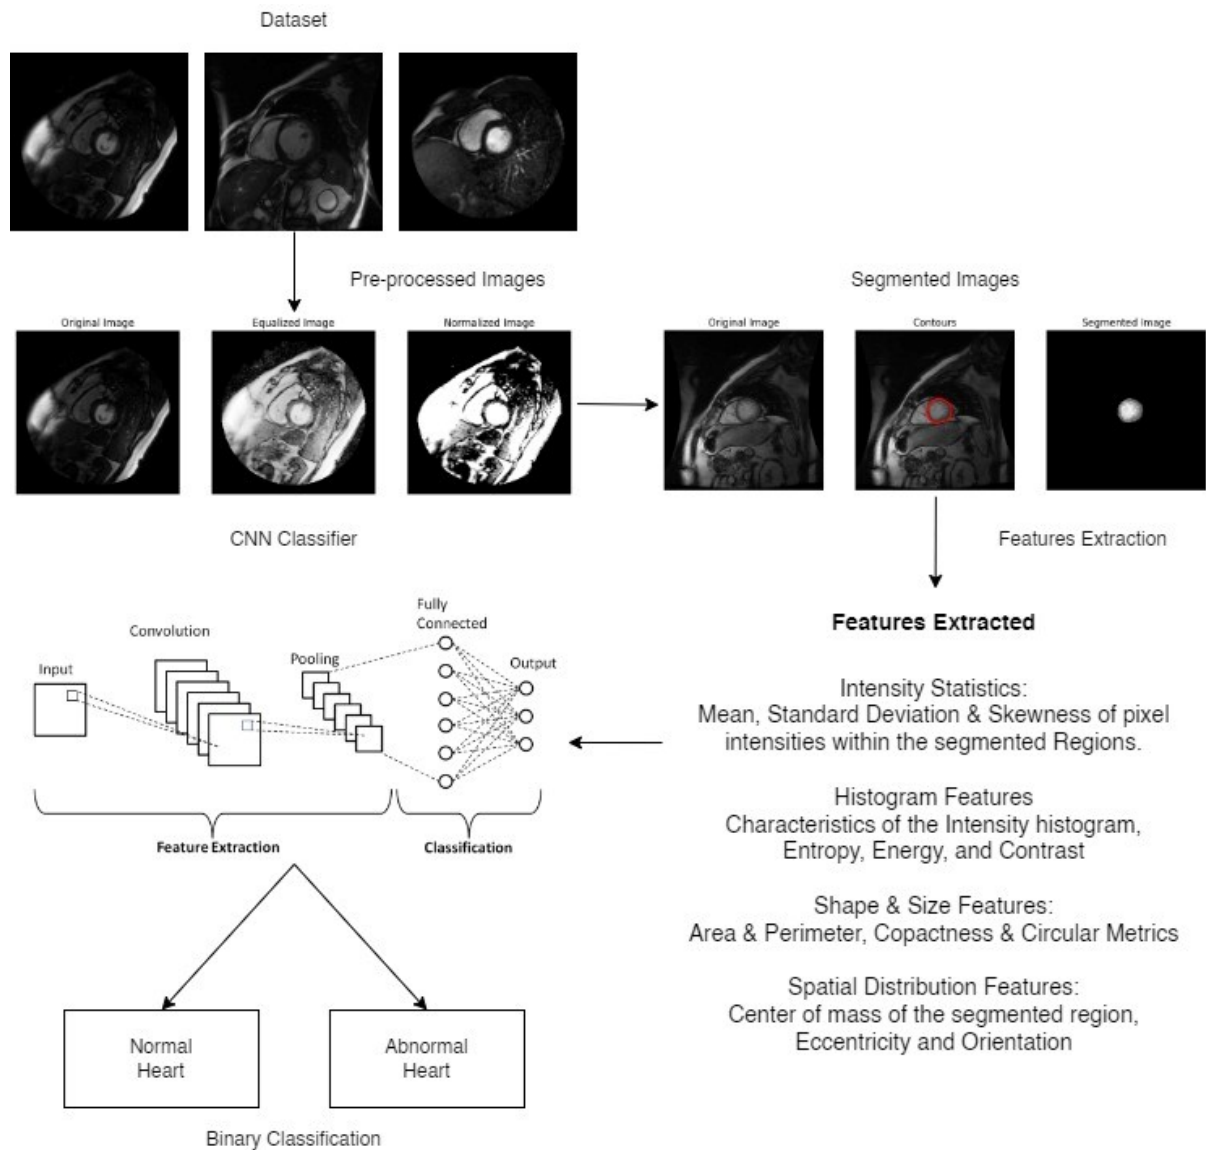 Dataset
Pre-processed Images
Segmented Images
Original Image
Equalized Image
Normalized Image
Original Image
Contours
Segmented Image
CNN Classifier
Features Extraction
Input
Convolution
Pooling
Fully
Connected
Output
Feature Extraction
Classification
Features Extracted
Intensity Statistics:
Mean, Standard Deviation & Skewness of pixel
intensities within the segmented Regions.
Histogram Features
Characteristics of the Intensity histogram,
Entropy, Energy, and Contrast
Shape & Size Features:
Area & Perimeter, Copactness & Circular Metrics
Spatial Distribution Features:
Center of mass of the segmented region,
Eccentricity and Orientation
Normal
Heart
Abnormal
Heart
Binary Classification